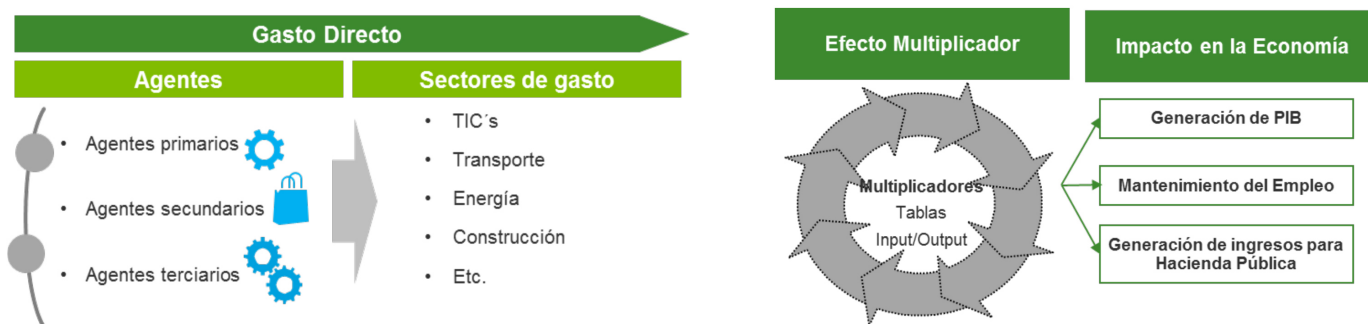 Gasto Directo
Agentes
Sectores de gasto
• Agentes primarios
• Agentes secundarios
• Agentes terciarios
• TIC´s
• Transporte
• Energía
• Construcción
• Etc.
Efecto Multiplicador
Multiplicadores
Tablas
Input/Output
Impacto en la Economía
Generación de PIB
Mantenimiento del Empleo
Generación de ingresos para
Hacienda Pública